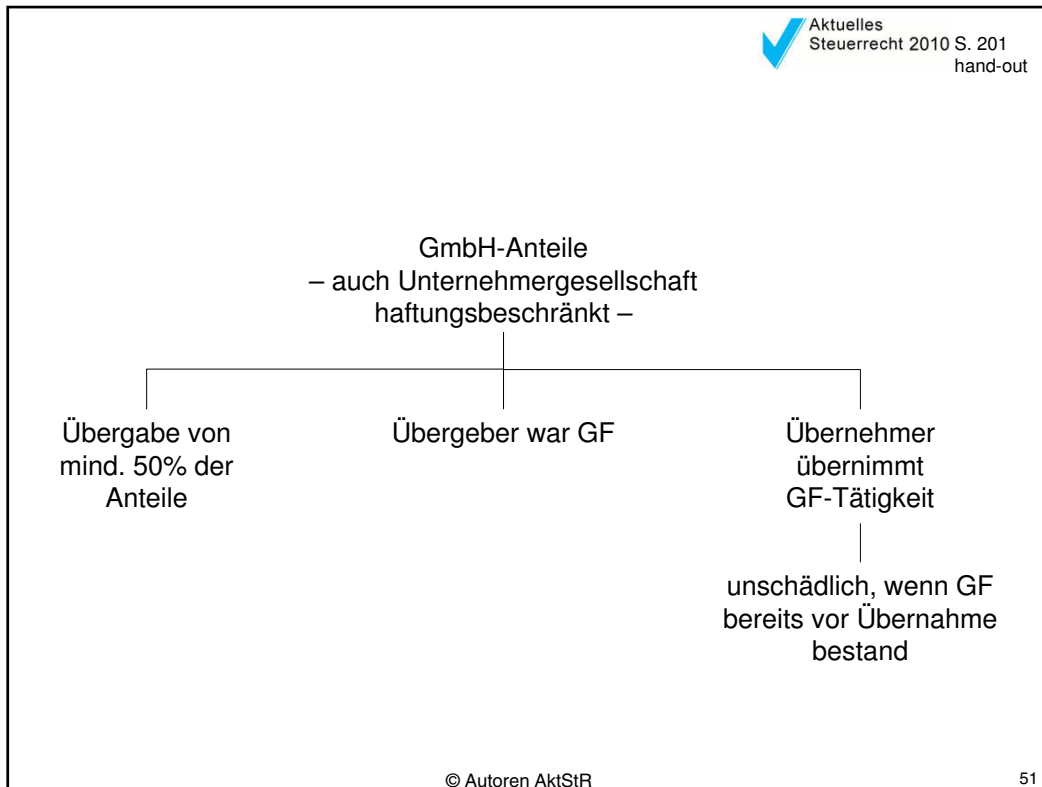 Aktuelles
Steuerrecht 2010 S. 201
hand-out
GmbH-Anteile
– auch Unternehmergesellschaft
haftungsbeschränkt –
Übergabe von
mind. 50% der
Anteile
Übergeber war GF
Übernehmer
übernimmt
GF-Tätigkeit
unschädlich, wenn GF
bereits vor Übernahme
bestand
© Autoren AktStR
51